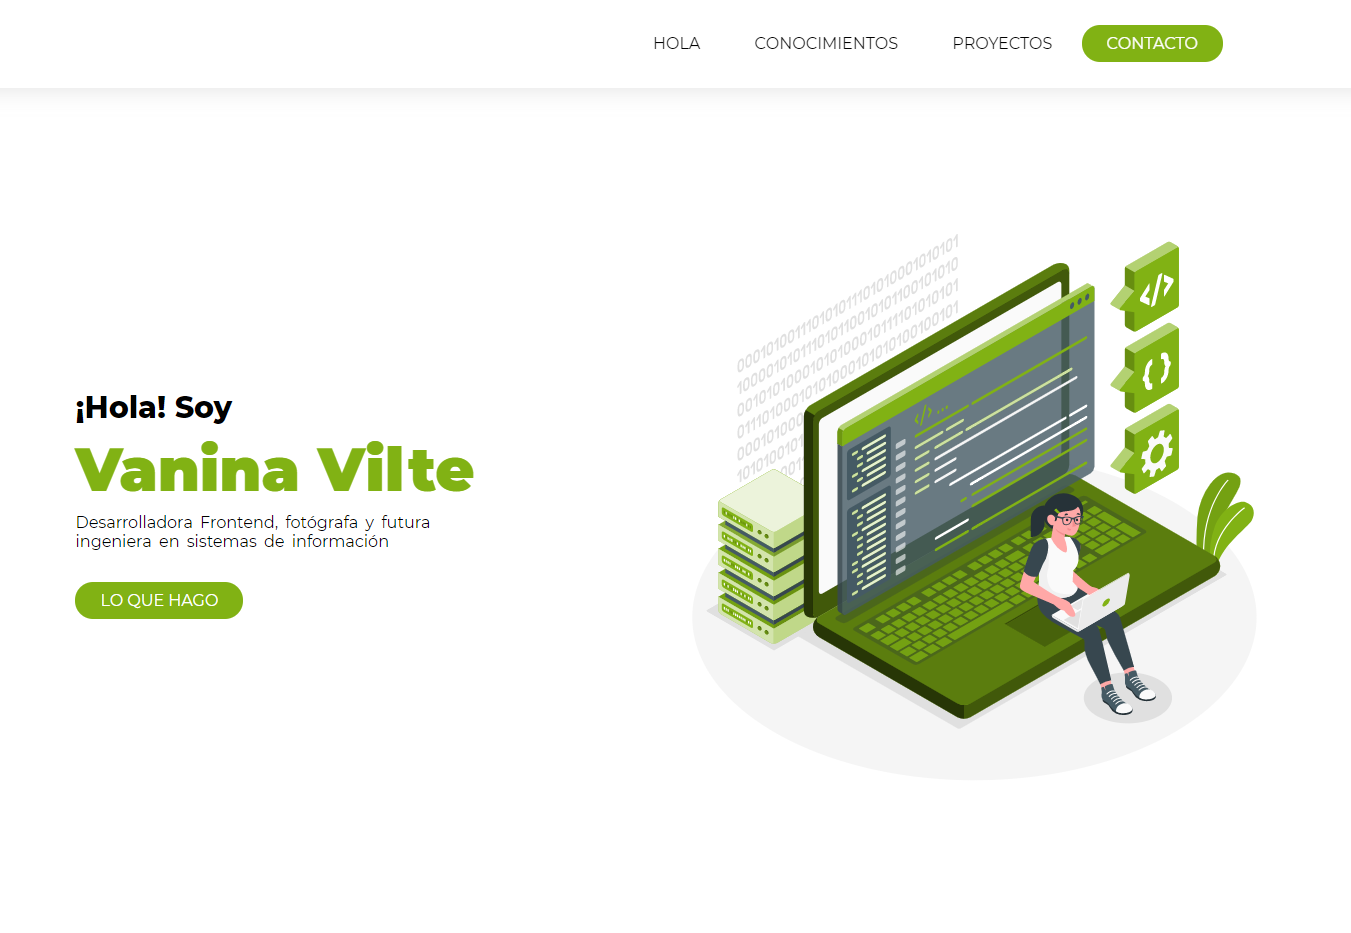 HOLA CONOCIMIENTOS PROYECTOS CONTACTO
¡Hola! Soy
Vanina Vilte
Desarrolladora Frontend, fotógrafa y futura
ingeniera en sistemas de información
LO QUE HAGO